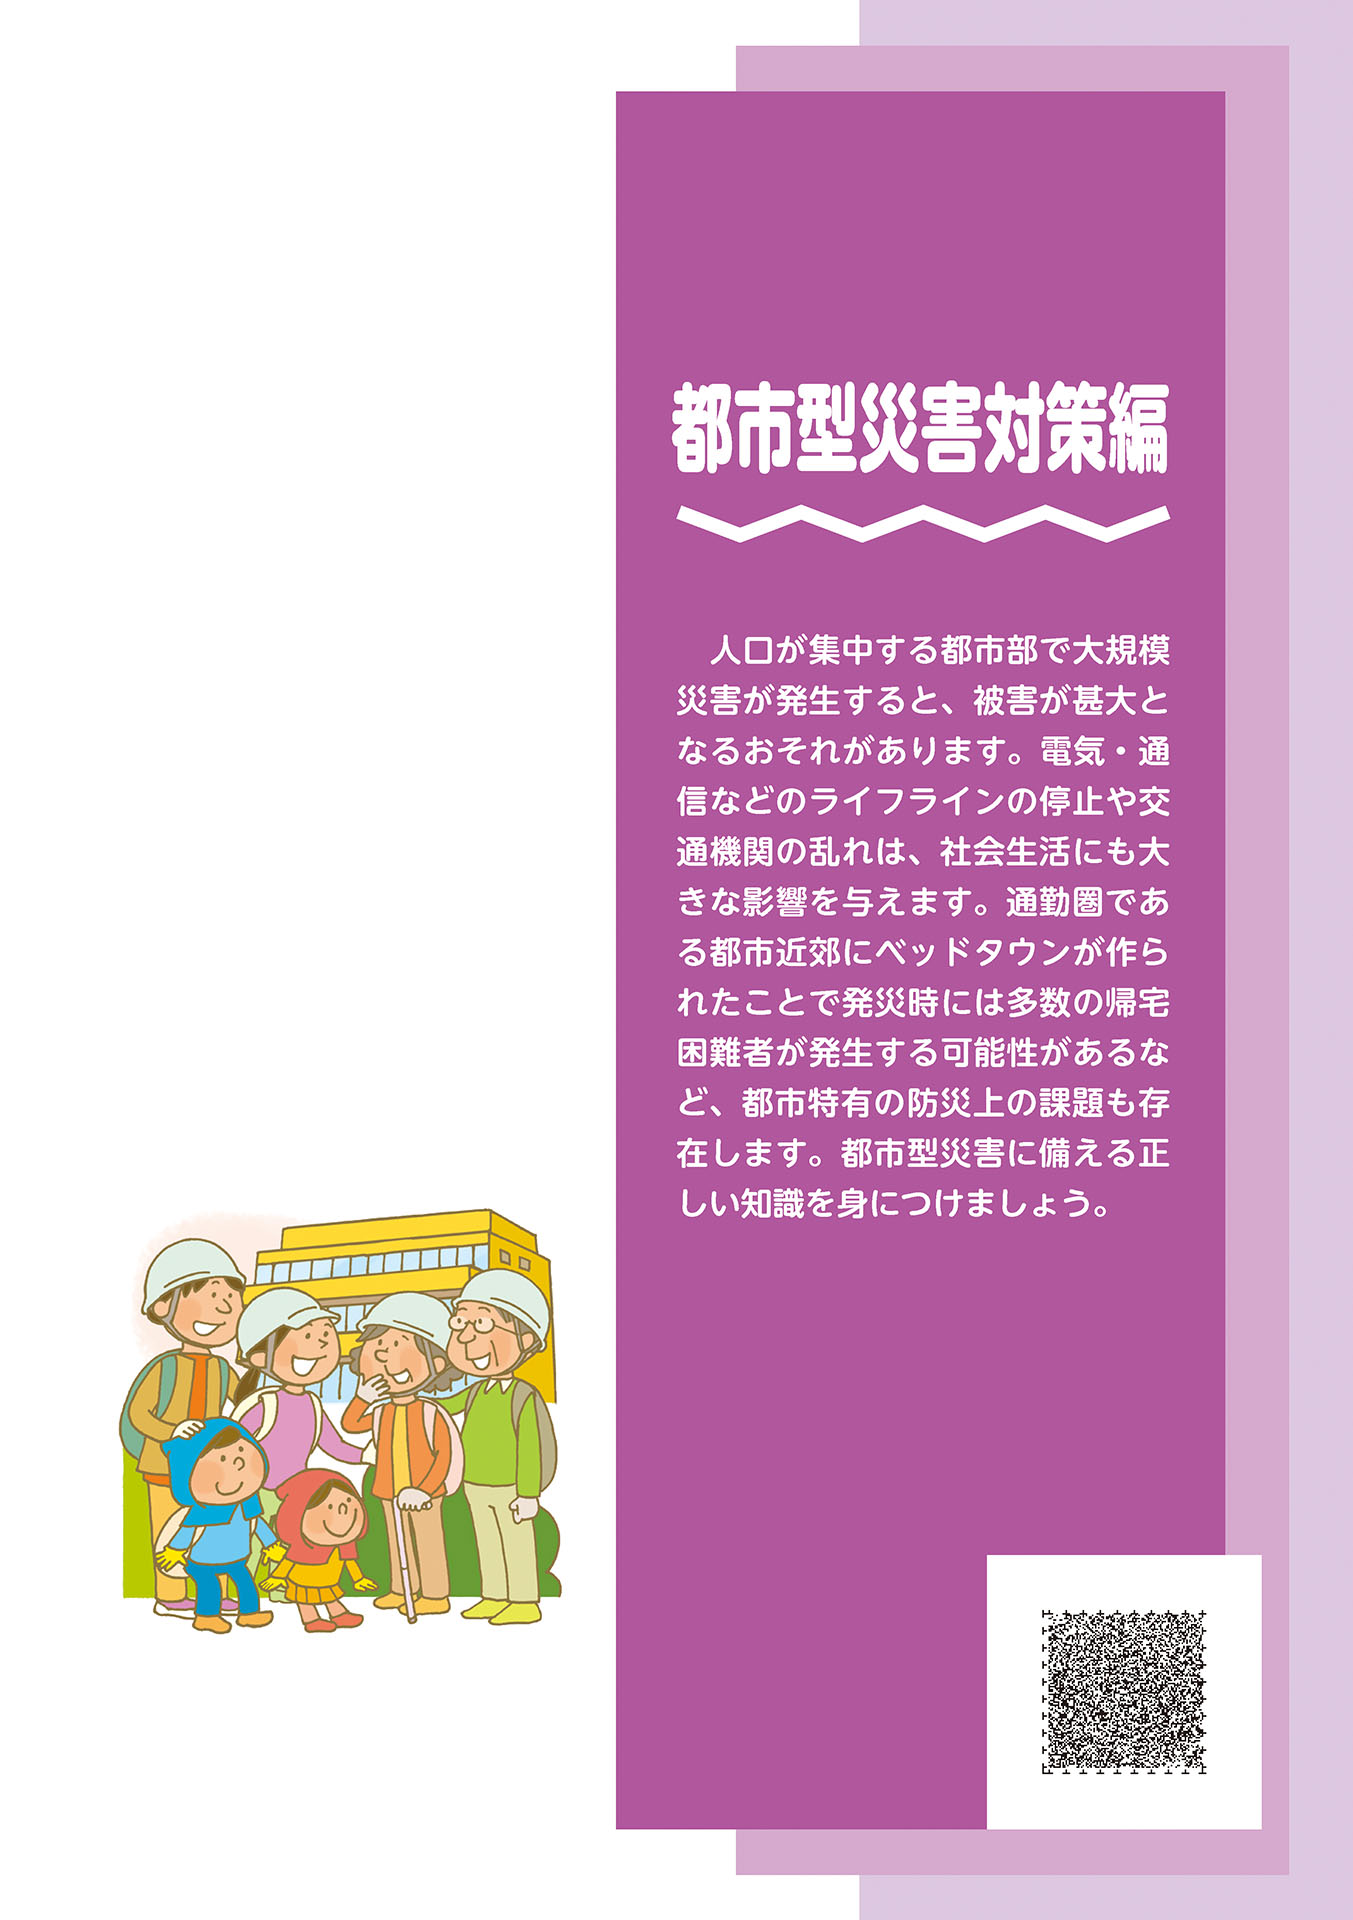 都市型災害対策編
人口が集中する都市部で大規模
災害が発生すると、被害が甚大と
なるおそれがあります。電気・通
信などのライフラインの停止や交
通機関の乱れは、社会生活にも大
きな影響を与えます。通勤圏であ
る都市近郊にベッドタウンが作ら
れたことで発災時には多数の帰宅
困難者が発生する可能性があるな
ど、都市特有の防災上の課題も存
在します。都市型災害に備える正
しい知識を身につけましょう。